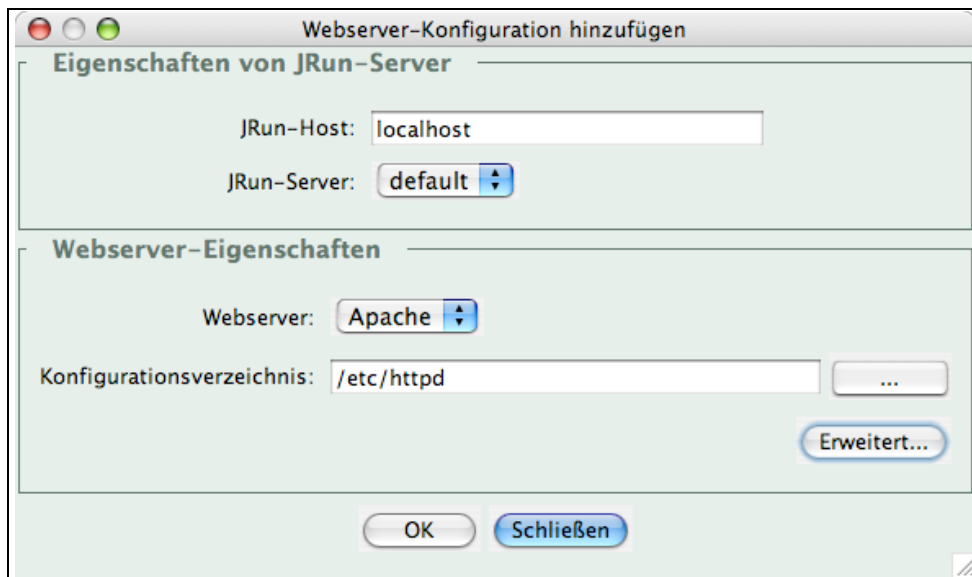 Webserver-Konfiguration hinzufügen
Eigenschaften von JRun-Server
JRun-Host: localhost
JRun-Server: default
Webserver-Eigenschaften
Webserver: Apache
Konfigurationsverzeichnis: /etc/httpd ...
Erweitert...
OK Schließen